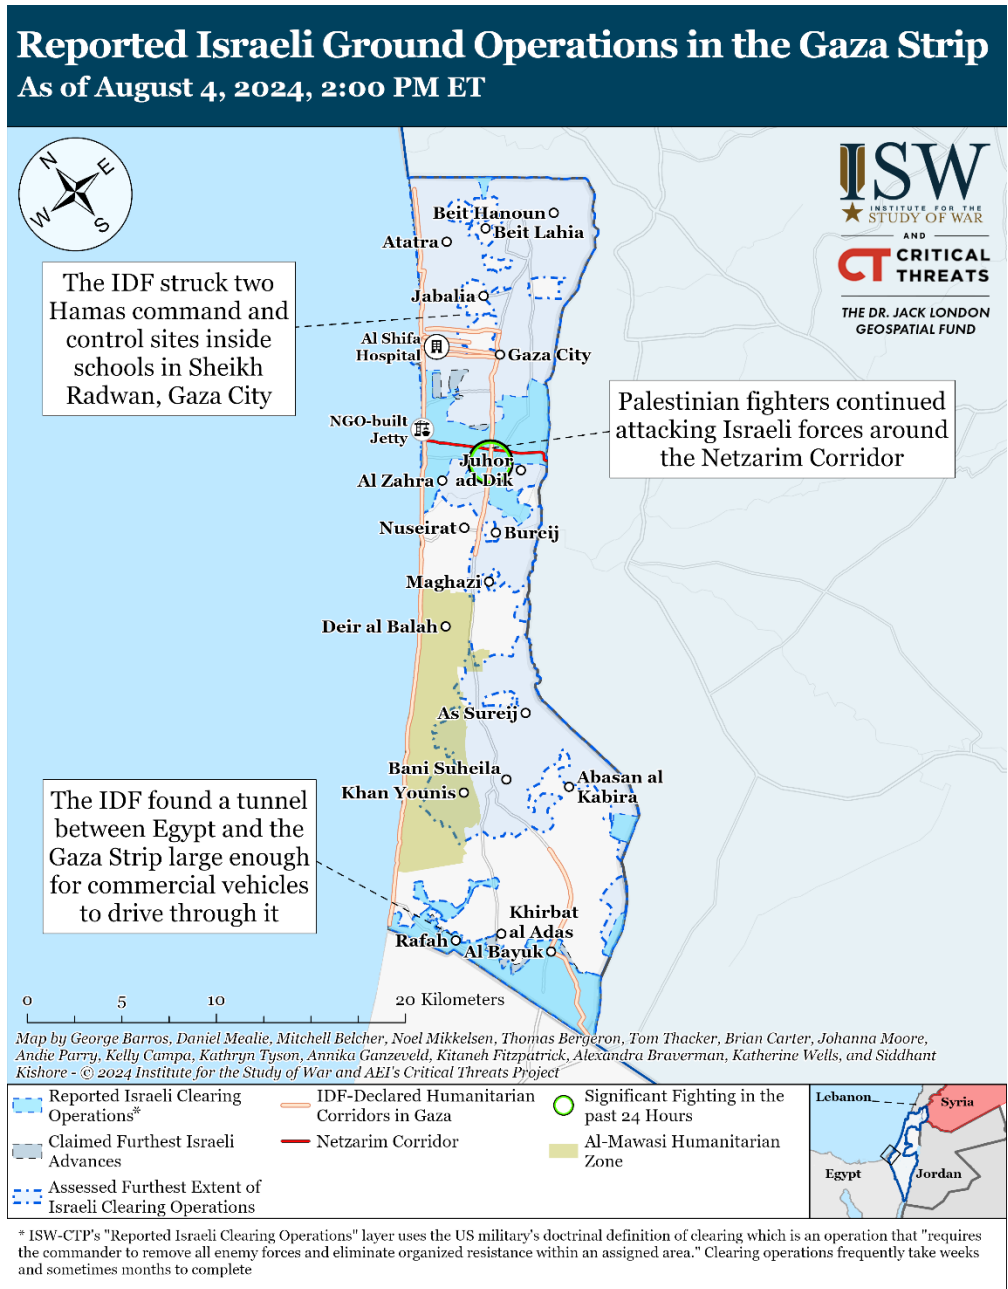 Reported Israeli Ground Operations in the Gaza Strip
As of August 4, 2024, 2:00 PM ET
N
E
W
S
ISW
INSTITUTE FOR THE
STUDY OF WAR
AND
CT CRITICAL
THREATS
THE DR. JACK LONDON
GEOSPATIAL FUND
Beit Hanoun
Beit Lahia
Atatra
The IDF struck two
Hamas command and
control sites inside
schools in Sheikh
Radwan, Gaza City
Jabalia
Al Shifa
Hospital
Gaza City
Palestinian fighters continued
attacking Israeli forces around
the Netzarim Corridor
NGO-built
Jetty
Juhor
ad Dik
Al Zahra
Nuseirat
Bureij
Maghazi
Deir al Balah
As Sureij
Bani Suheila
Abasan al
Kabira
Khan Younis
The IDF found a tunnel
between Egypt and the
Gaza Strip large enough
for commercial vehicles
to drive through it
Khirbat
al Adas
Rafah
Al Bayuk
0 5 10 20 Kilometers
Map by George Barros, Daniel Mealie, Mitchell Belcher, Noel Mikkelsen, Thomas Bergeron, Tom Thacker, Brian Carter, Johanna Moore,
Andie Parry, Kelly Campa, Kathryn Tyson, Annika Ganzeveld, Kitaneh Fitzpatrick, Alexandra Braverman, Katherine Wells, and Siddhant
Kishore - © 2024 Institute for the Study of War and AEI's Critical Threats Project
Reported Israeli Clearing
Operations*
Claimed Furthest Israeli
Advances
Assessed Furthest Extent of
Israeli Clearing Operations
IDF-Declared Humanitarian
Corridors in Gaza
Netzarim Corridor
Significant Fighting in the
past 24 Hours
Al-Mawasi Humanitarian
Zone
Lebanon
Syria
Egypt
Jordan
* ISW-CTP's "Reported Israeli Clearing Operations" layer uses the US military's doctrinal definition of clearing which is an operation that "requires
the commander to remove all enemy forces and eliminate organized resistance within an assigned area." Clearing operations frequently take weeks
and sometimes months to complete